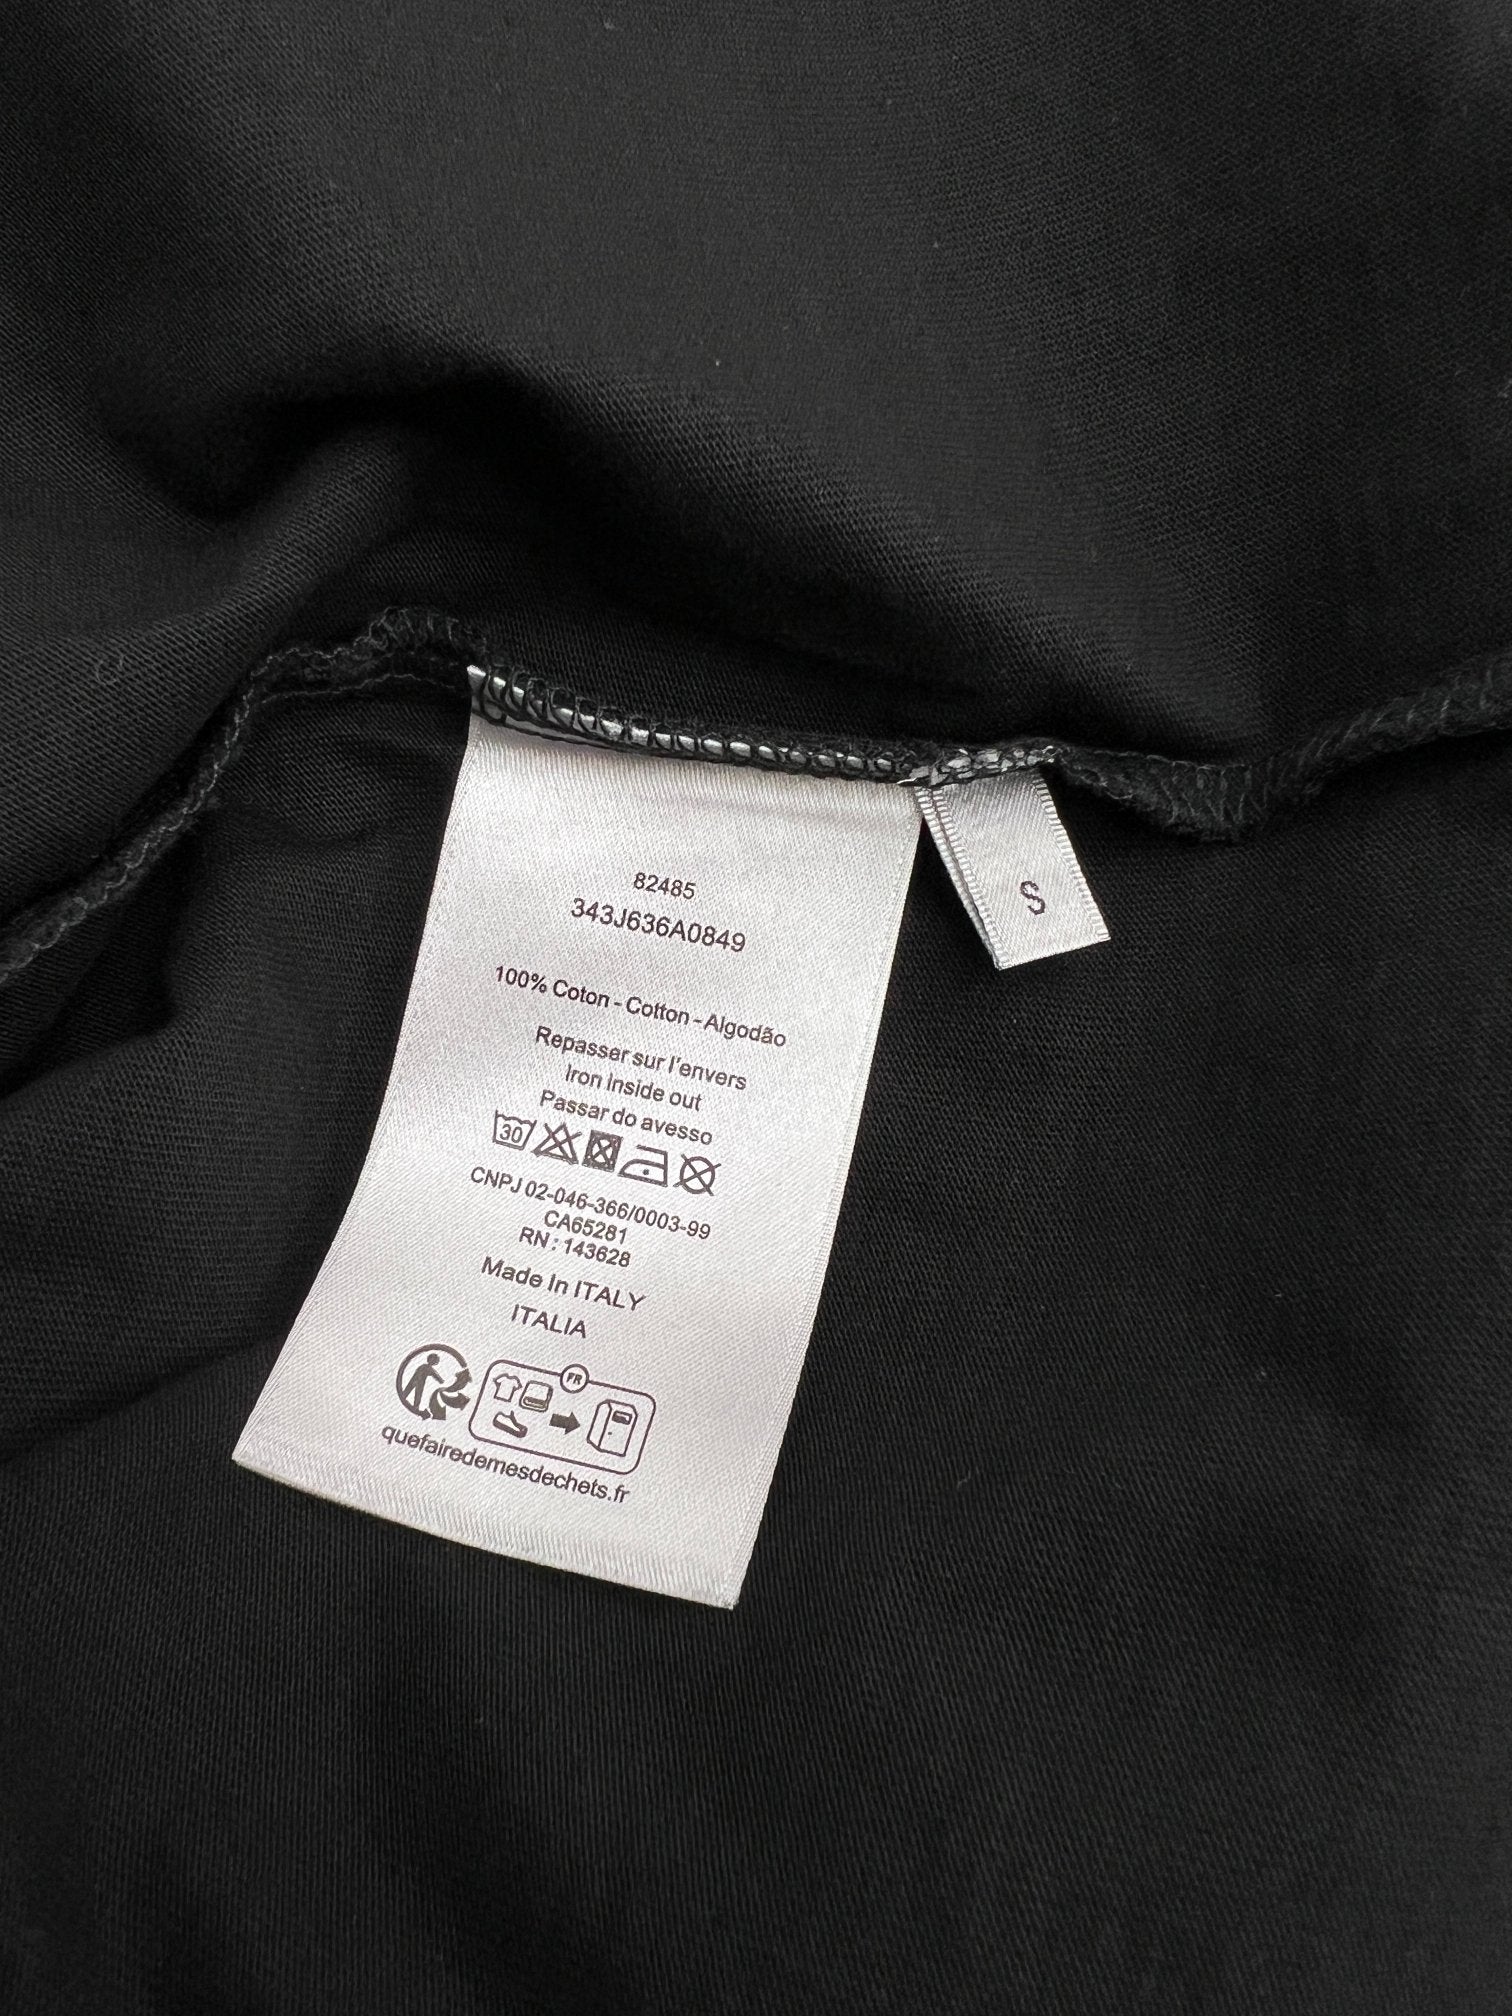 82485
343J636A0849
100% Coton - Cotton - Algodão
Repasser sur l'envers
Iron Inside out
Passar do avesso
30
CNPJ 02-046-366/0003-99
CA65281
RN : 143628
Made In ITALY
ITALIA
FR
quefairedemesdechets.fr
S